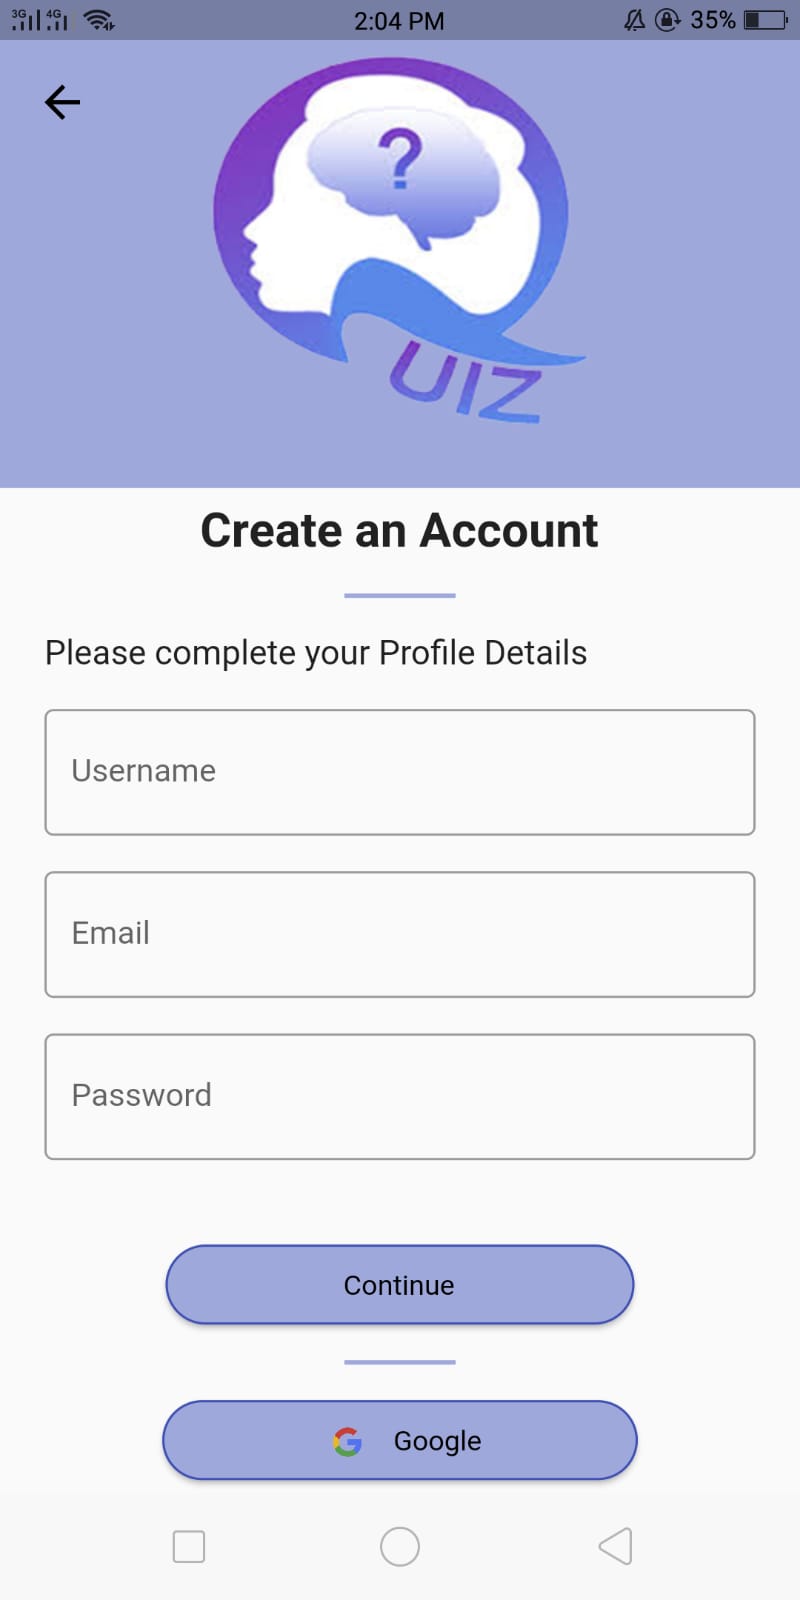 3G 4G 2:04 PM 35%
?
UIZ
Create an Account
Please complete your Profile Details
Username
Email
Password
Continue
Google